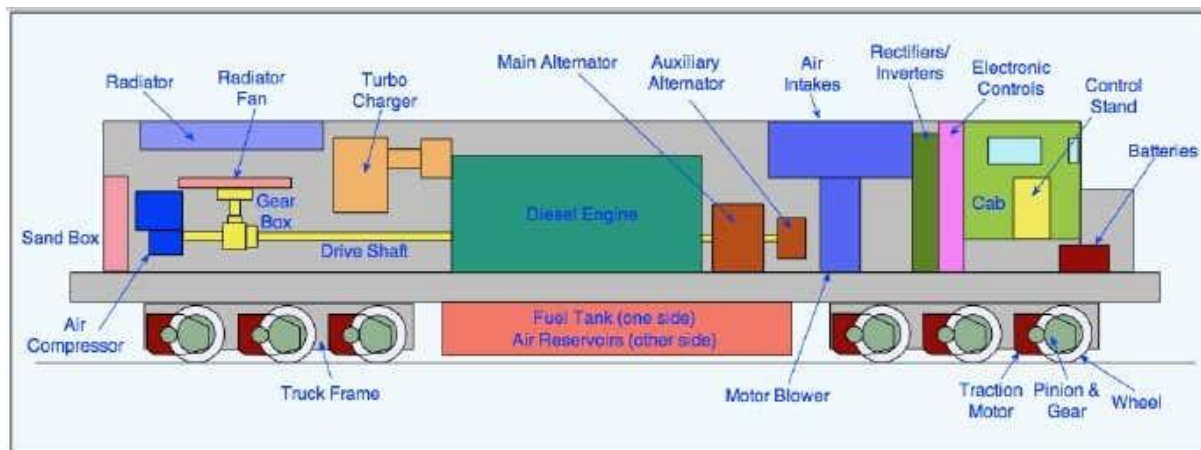 Radiator
Radiator
Fan
Turbo
Charger
Main Alternator
Auxiliary
Alternator
Air
Intakes
Rectifiers/
Inverters
Electronic
Controls
Control
Stand
Batteries
Sand Box
Gear
Box
Drive Shaft
Diesel Engine
Cab
Air
Compressor
Fuel Tank (one side)
Air Reservoirs (other side)
Truck Frame
Motor Blower
Traction
Motor
Pinion &
Gear
Wheel